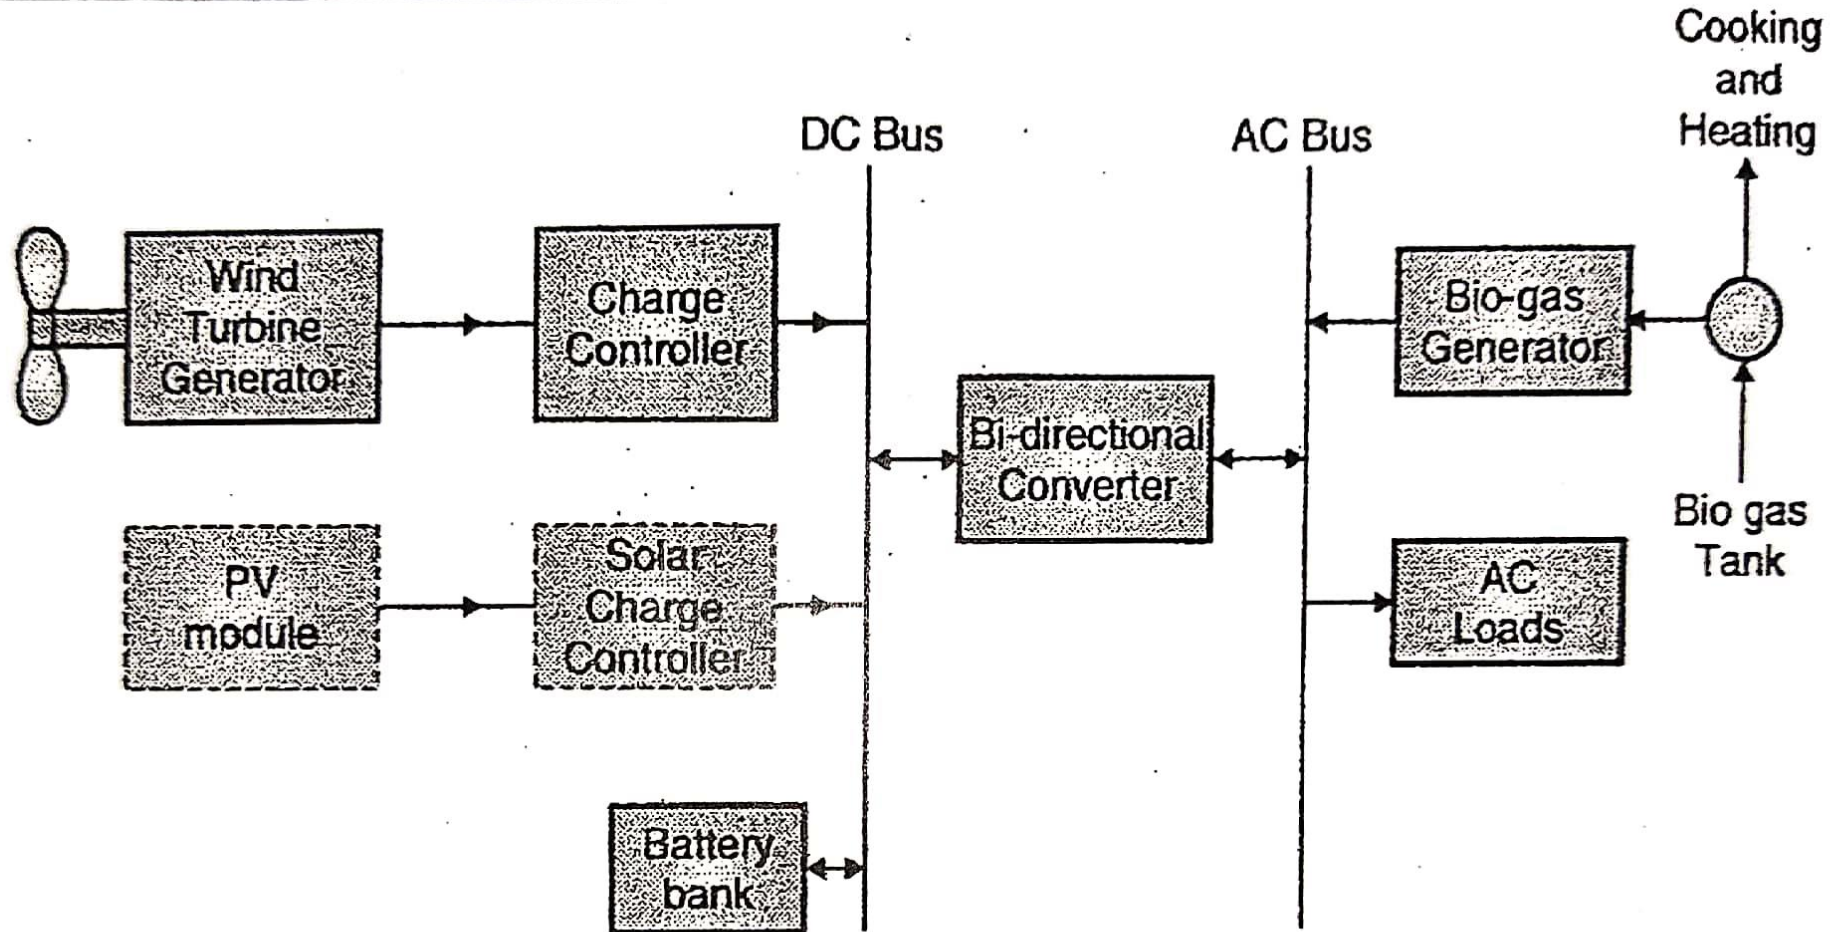 Cooking
and
Heating
DC Bus
AC Bus
Wind
Turbine
Generator
Charge
Controller
Bio-gas
Generator
Bi-directional
Converter
Bio gas
Tank
PV
module
Solar
Charge
Controller
AC
Loads
Battery
bank